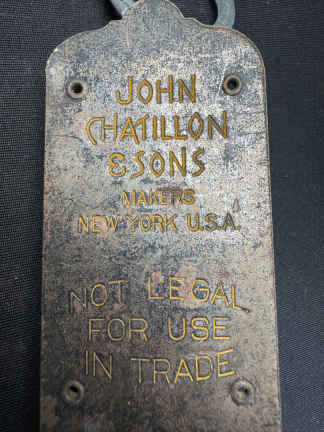 JOHN
CHATILLON
& SONS
MAKERS
NEW YORK U.S.A.
NOT LEGAL
FOR USE
IN TRADE